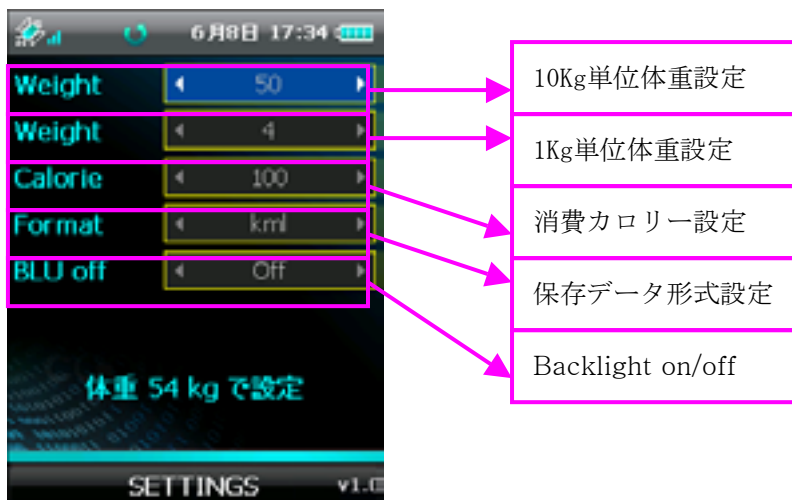 6月8日 17:34
Weight 50
Weight 4
Calorie 100
Format kml
BLU off Off
体重 54 kg で設定
SETTINGS
10Kg単位体重設定
1Kg単位体重設定
消費カロリー設定
保存データ形式設定
Backlight on/off